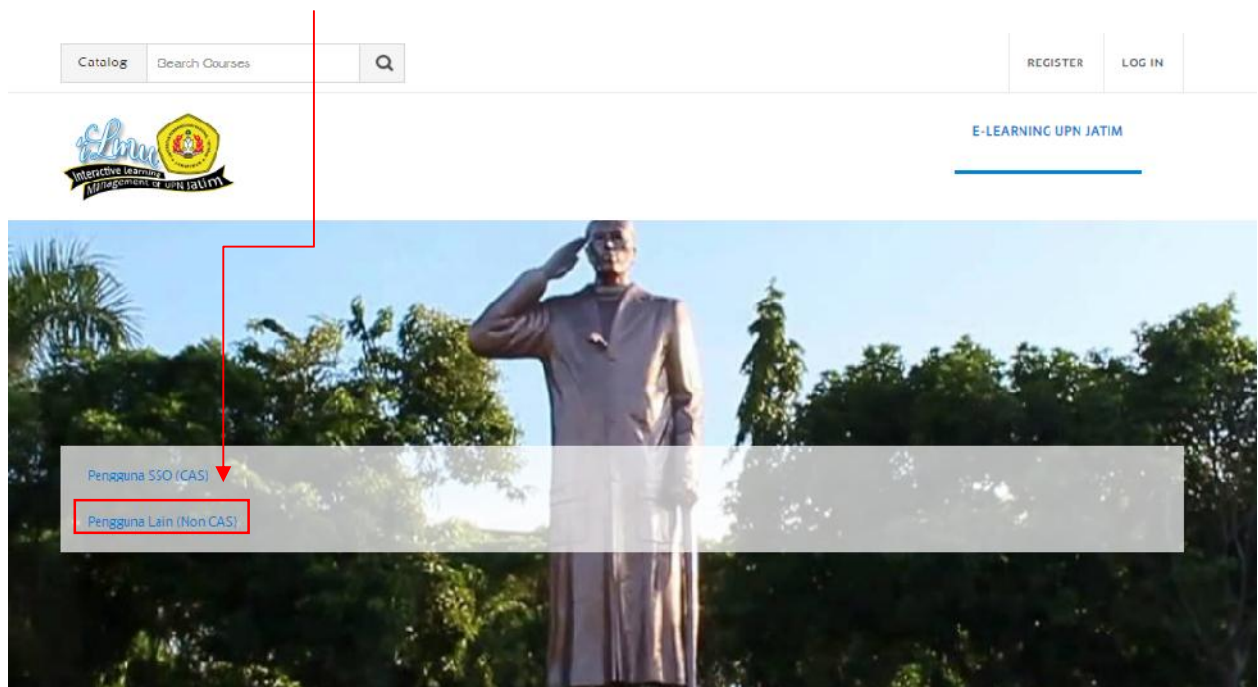 Catalog
Search Courses
REGISTER
LOG IN
iLmu
Interactive Learning
Management of UPN Jatim
E-LEARNING UPN JATIM
Pengguna SSO (CAS)
Pengguna Lain (Non CAS)